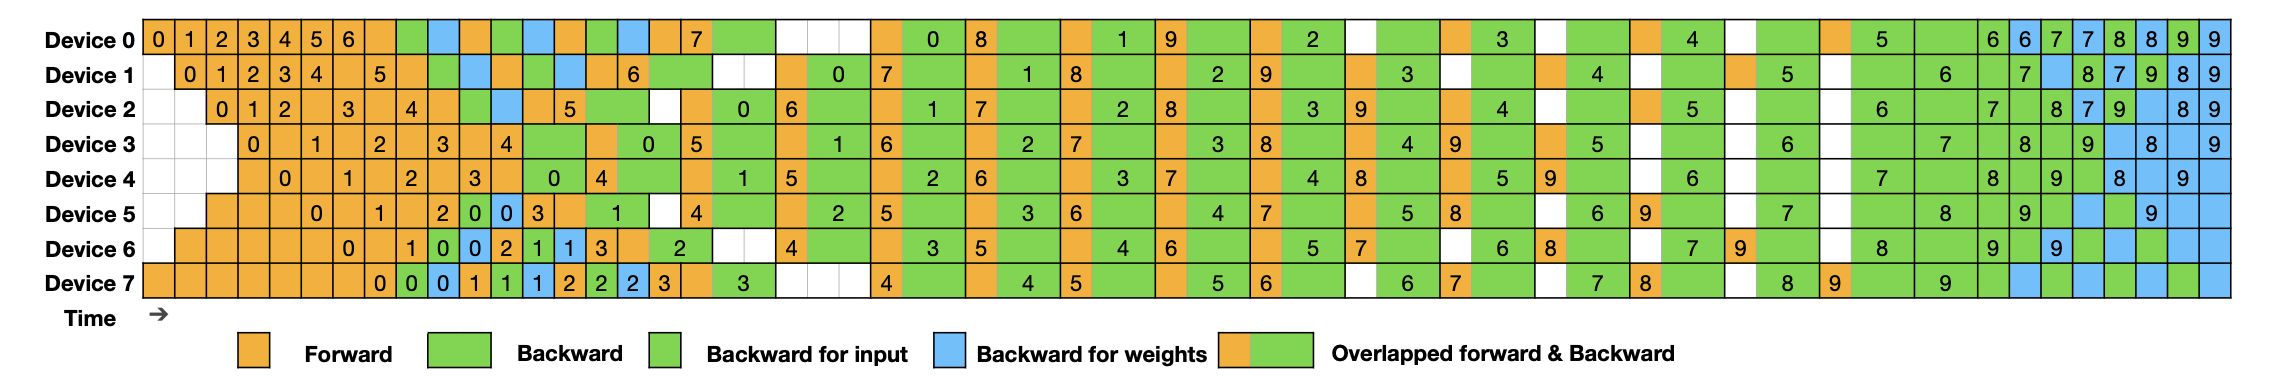 Device 0 0 1 2 3 4 5 6 7 0 8 1 9 2 3 4 5 6 6 7 7 8 8 9 9
Device 1 0 1 2 3 4 5 6 0 7 1 8 2 9 3 4 5 6 7 8 7 9 8 9
Device 2 0 1 2 3 4 5 0 6 1 7 2 8 3 9 4 5 6 7 8 7 9 8 9
Device 3 0 1 2 3 4 0 5 1 6 2 7 3 8 4 9 5 6 7 8 9 8 9
Device 4 0 1 2 3 0 4 1 5 2 6 3 7 4 8 5 9 6 7 8 9 8 9
Device 5 0 1 2 0 0 3 1 4 2 5 3 6 4 7 5 8 6 9 7 8 9 9
Device 6 0 1 0 0 2 1 1 3 2 4 3 5 4 6 5 7 6 8 7 9 8 9 9
Device 7 0 0 0 1 1 1 2 2 2 3 3 4 4 5 5 6 6 7 7 8 8 9 9
Time →
Forward Backward Backward for input Backward for weights Overlapped forward & Backward